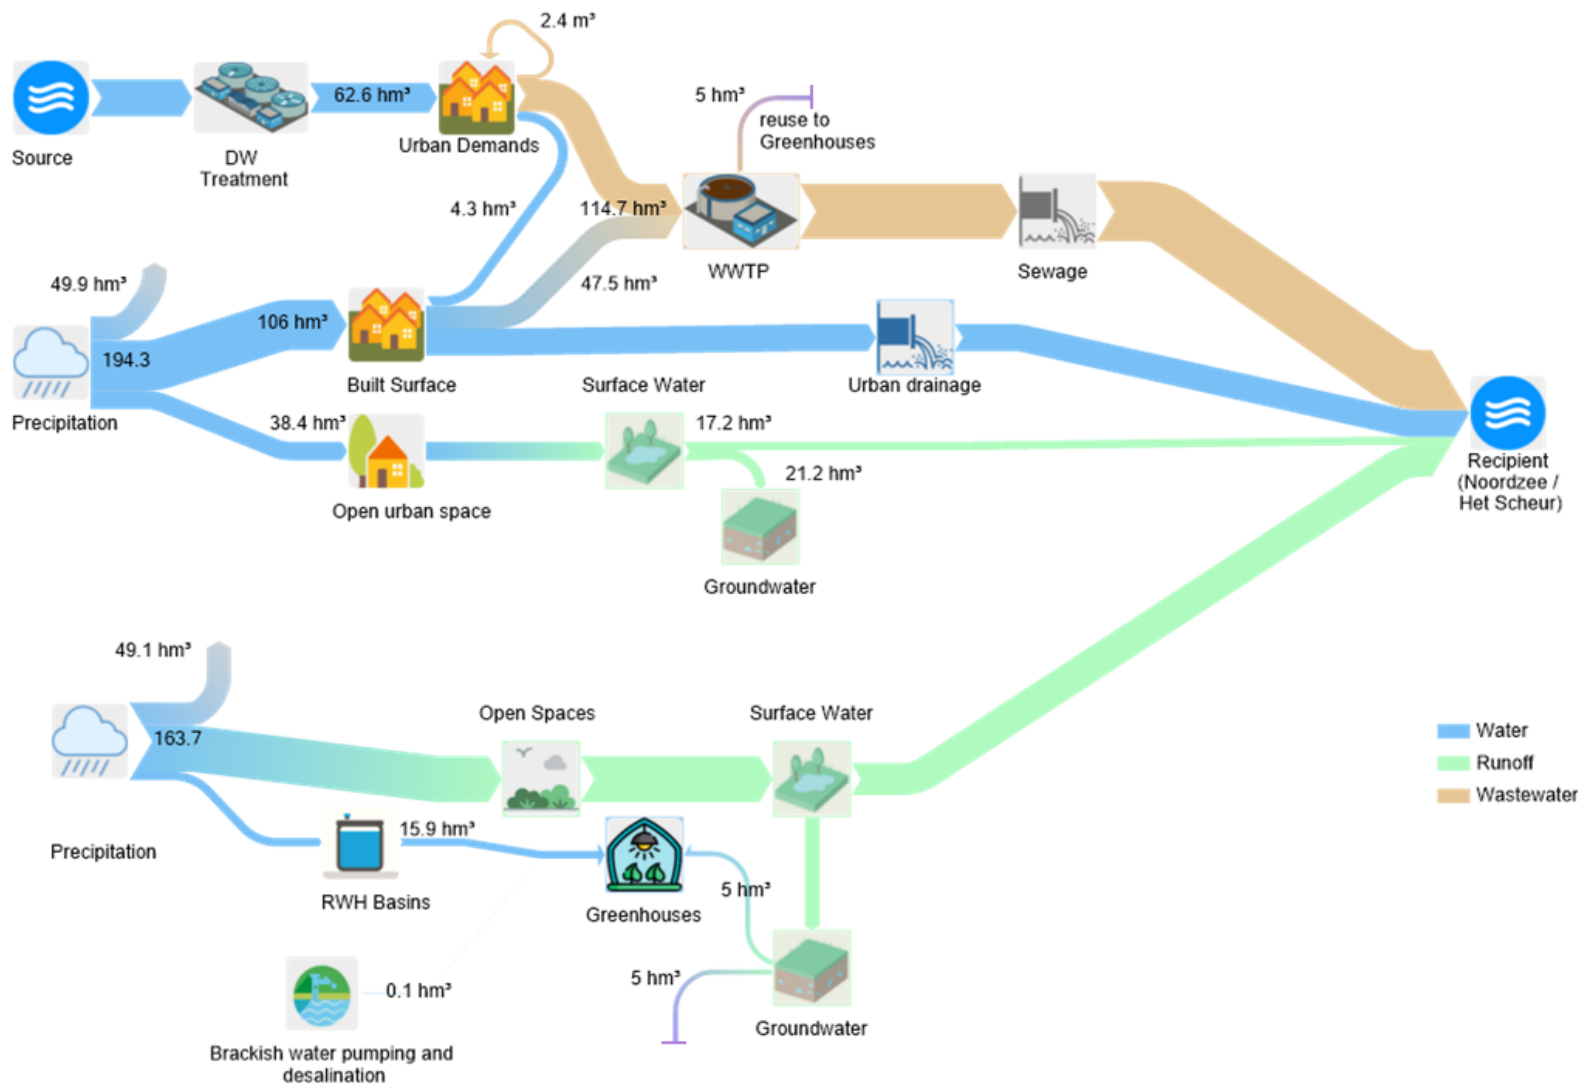 2.4 m³
62.6 hm³
Source
DW
Treatment
Urban Demands
5 hm³
reuse to
Greenhouses
4.3 hm³
114.7 hm³
WWTP
Sewage
49.9 hm³
47.5 hm³
106 hm³
194.3
Precipitation
Built Surface
Surface Water
Urban drainage
38.4 hm³
17.2 hm³
Open urban space
21.2 hm³
Groundwater
Recipient
(Noordzee /
Het Scheur)
49.1 hm³
163.7
Open Spaces
Surface Water
Water
Runoff
Wastewater
Precipitation
15.9 hm³
RWH Basins
Greenhouses
5 hm³
5 hm³
0.1 hm³
Groundwater
Brackish water pumping and
desalination